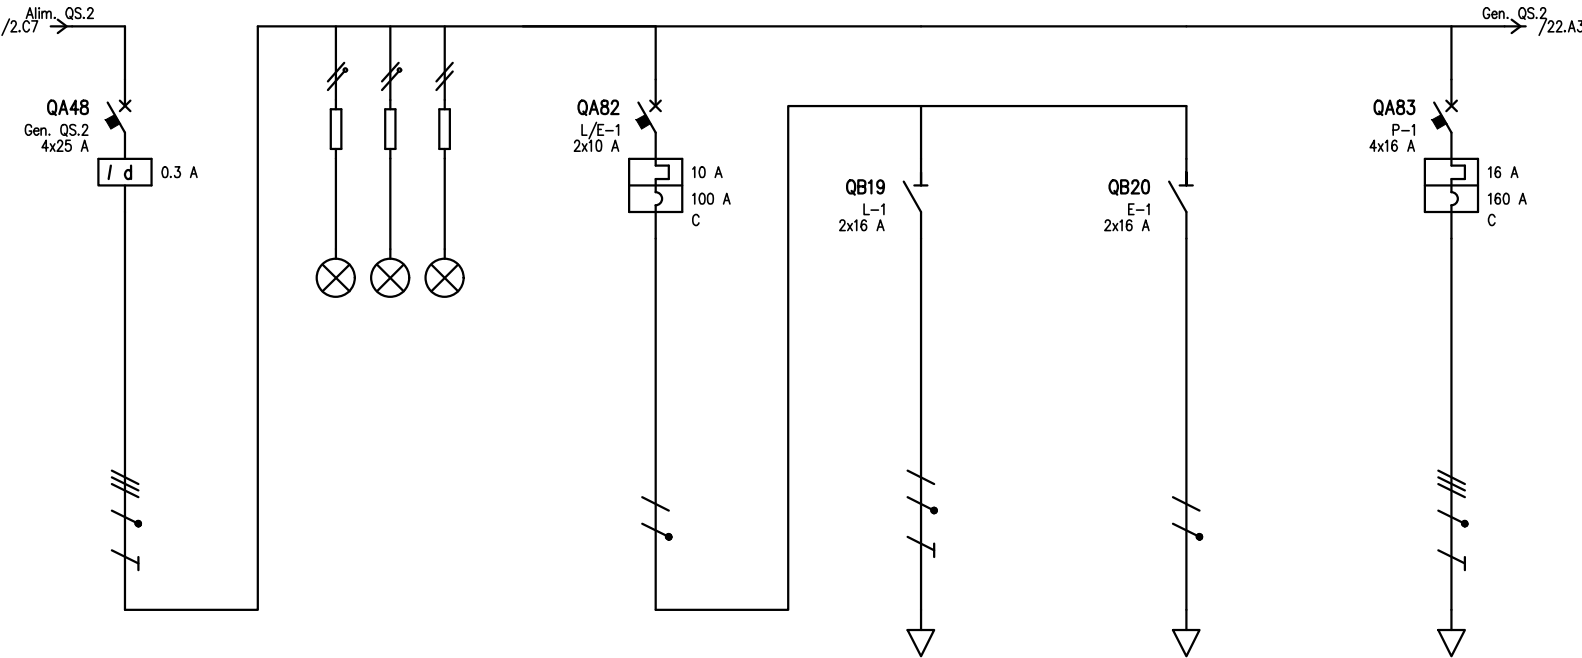 Alim. QS.2
/2.C7
Gen. QS.2
/22.A3
QA48
Gen. QS.2
4x25 A
I d
0.3 A
QA82
L/E-1
2x10 A
10 A
100 A
C
QB19
L-1
2x16 A
QB20
E-1
2x16 A
QA83
P-1
4x16 A
16 A
160 A
C